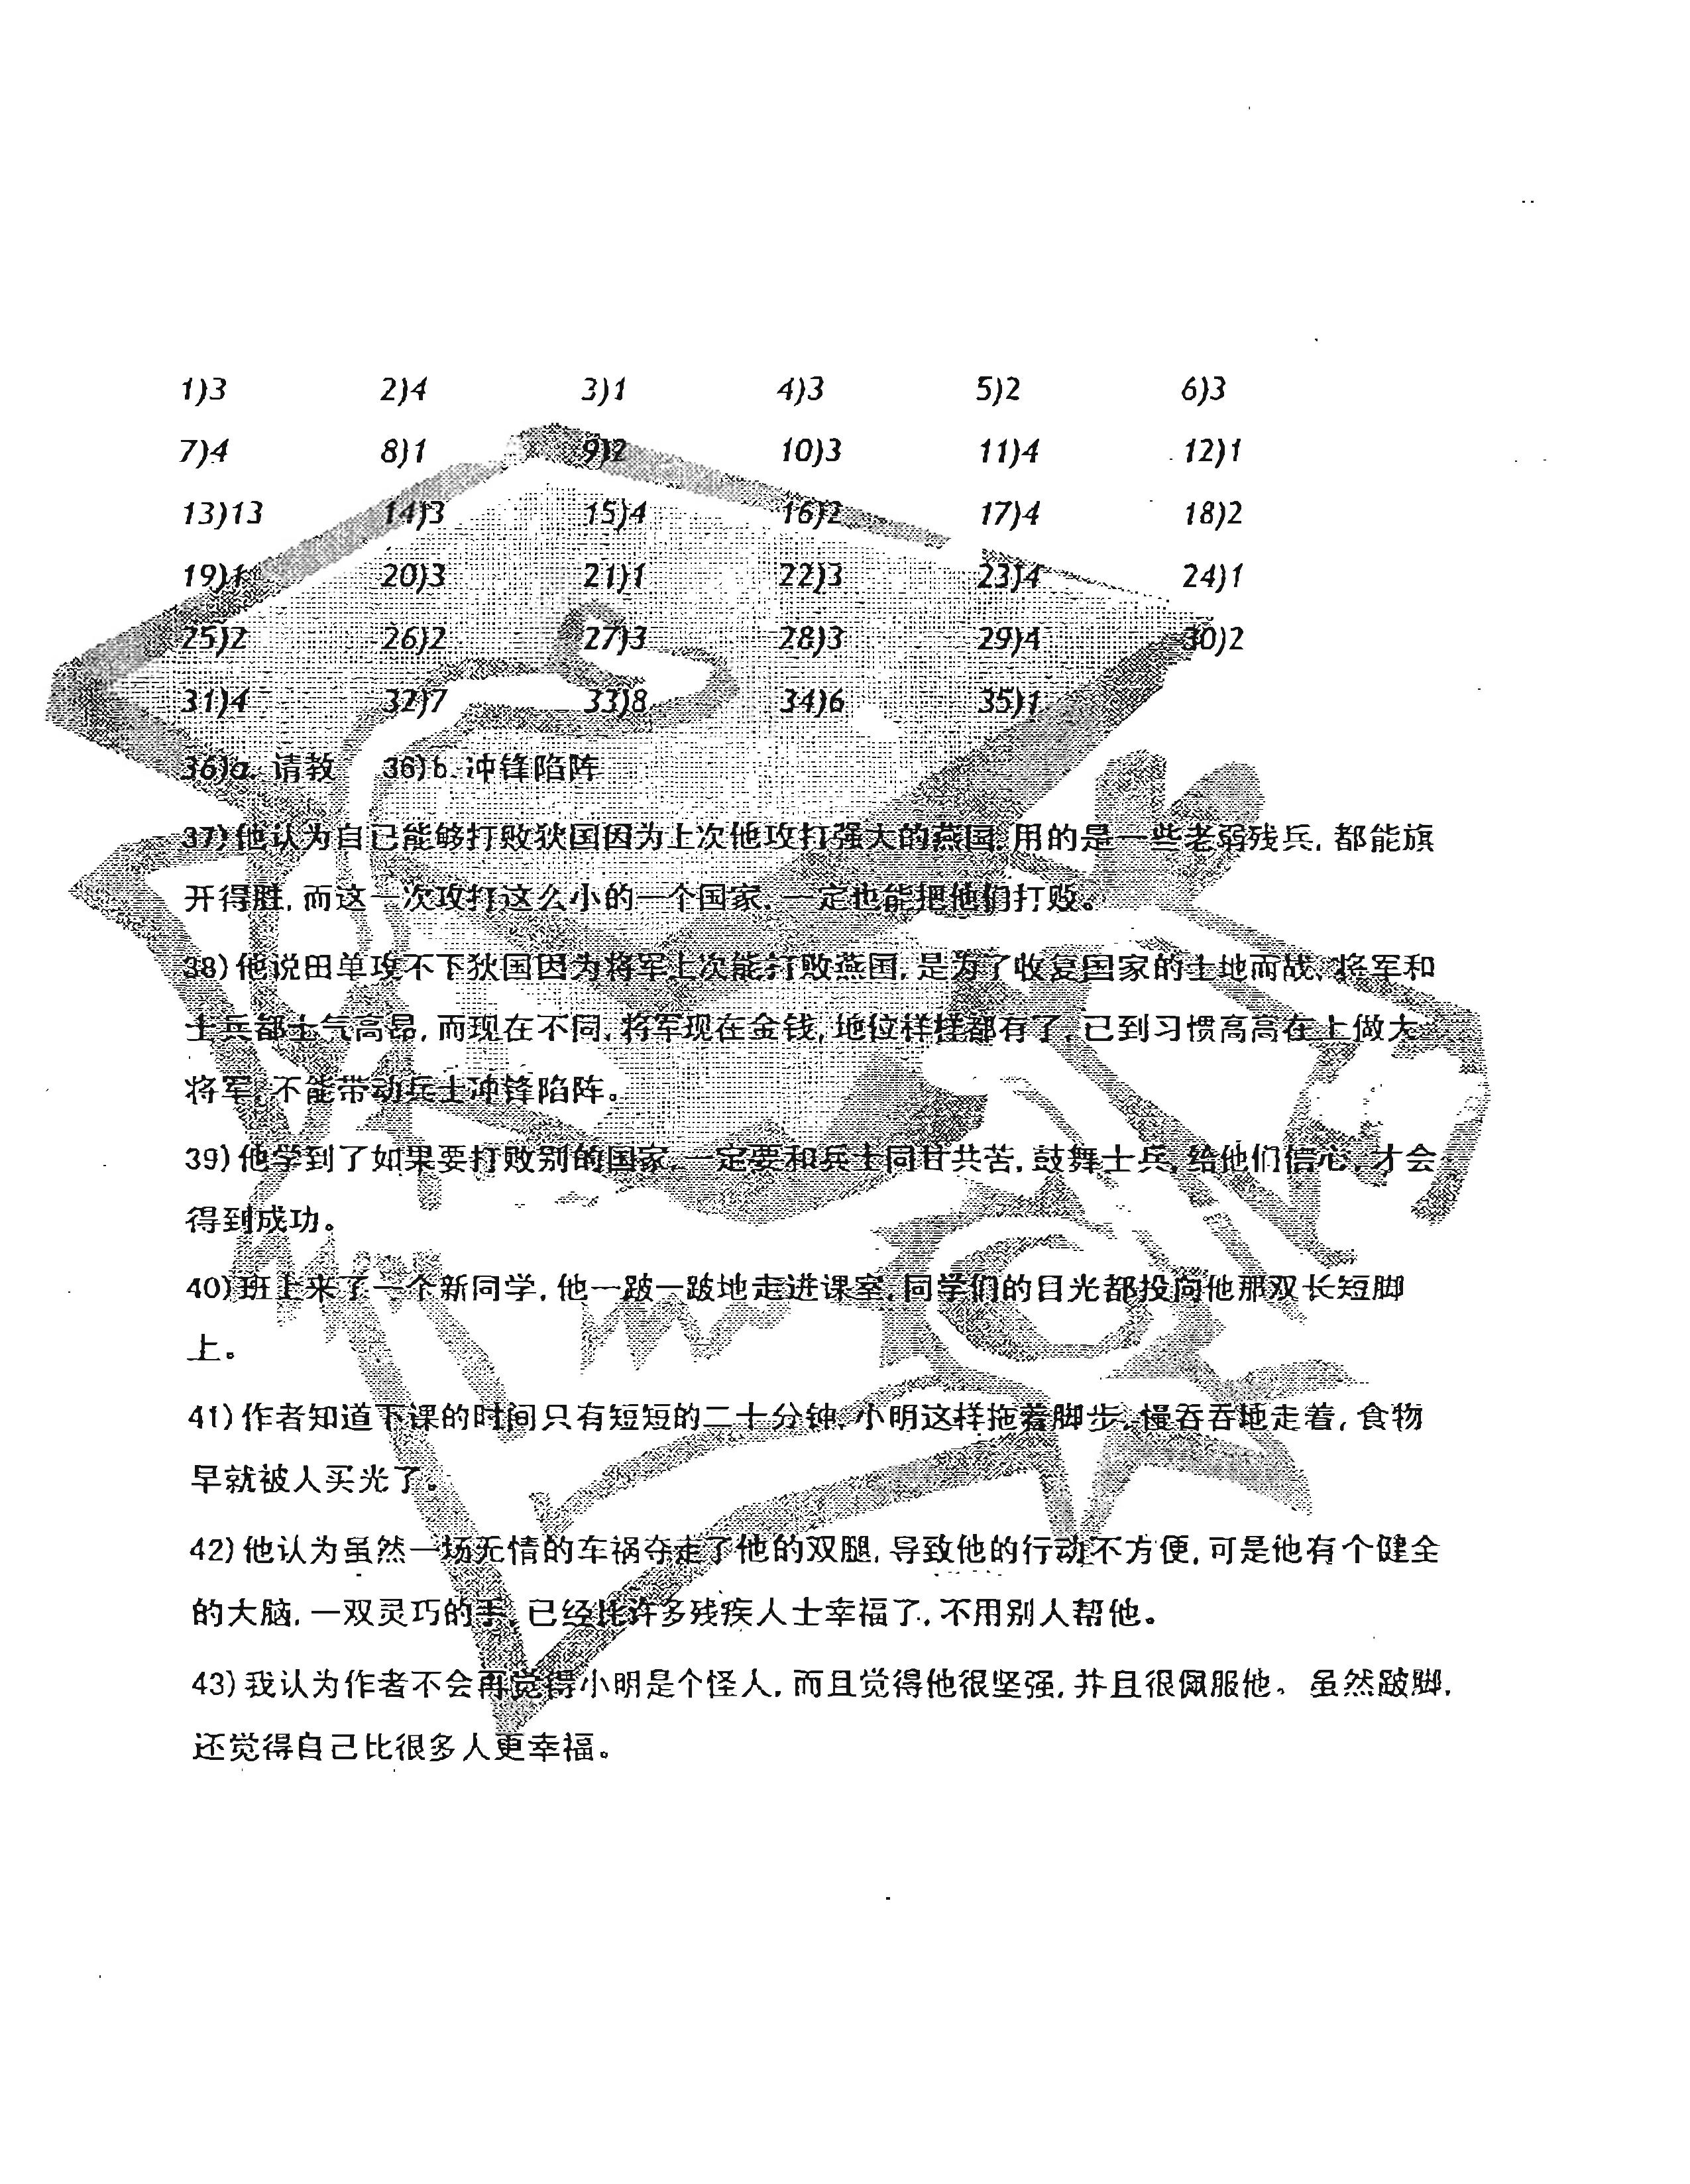 1)3 2)4 3)1 4)3 5)2 6)3
7)4 8)1 9)2 10)3 11)4 12)1
13)13 14)3 15)4 16)2 17)4 18)2
19)1 20)3 21)1 22)3 23)4 24)1
25)2 26)2 27)3 28)3 29)4 30)2
31)4 32)7 33)8 34)6 35)1
36)a. 请教 36)b. 冲锋陷阵
37)他认为自已能够打败狄国因为上次他攻打强大的燕国,用的是一些老弱残兵,都能旗
开得胜,而这一次攻打这么小的一个国家,一定也能把他们打败。
38)他说田单攻不下狄国因为将军上次能打败燕国,是为了收复国家的土地而战,将军和
士兵都士气高昂,而现在不同,将军现在金钱,地位样样都有了,已到习惯高高在上做大
将军,不能带动兵士冲锋陷阵。
39)他学到了如果要打败别的国家,一定要和兵士同甘共苦,鼓舞士兵,给他们信心,才会
得到成功。
40)班上来了一个新同学,他一跛一跛地走进课室,同学们的目光都投向他那双长短脚
上。
41)作者知道下课的时间只有短短的二十分钟,小明这样拖着脚步,慢吞吞地走着,食物
早就被人买光了。
42)他认为虽然一场无情的车祸夺走了他的双腿,导致他的行动不方便,可是他有个健全
的大脑,一双灵巧的手,已经比许多残疾人士幸福了,不用别人帮他。
43)我认为作者不会再觉得小明是个怪人,而且觉得他很坚强,并且很佩服他。虽然跛脚,
还觉得自己比很多人更幸福。